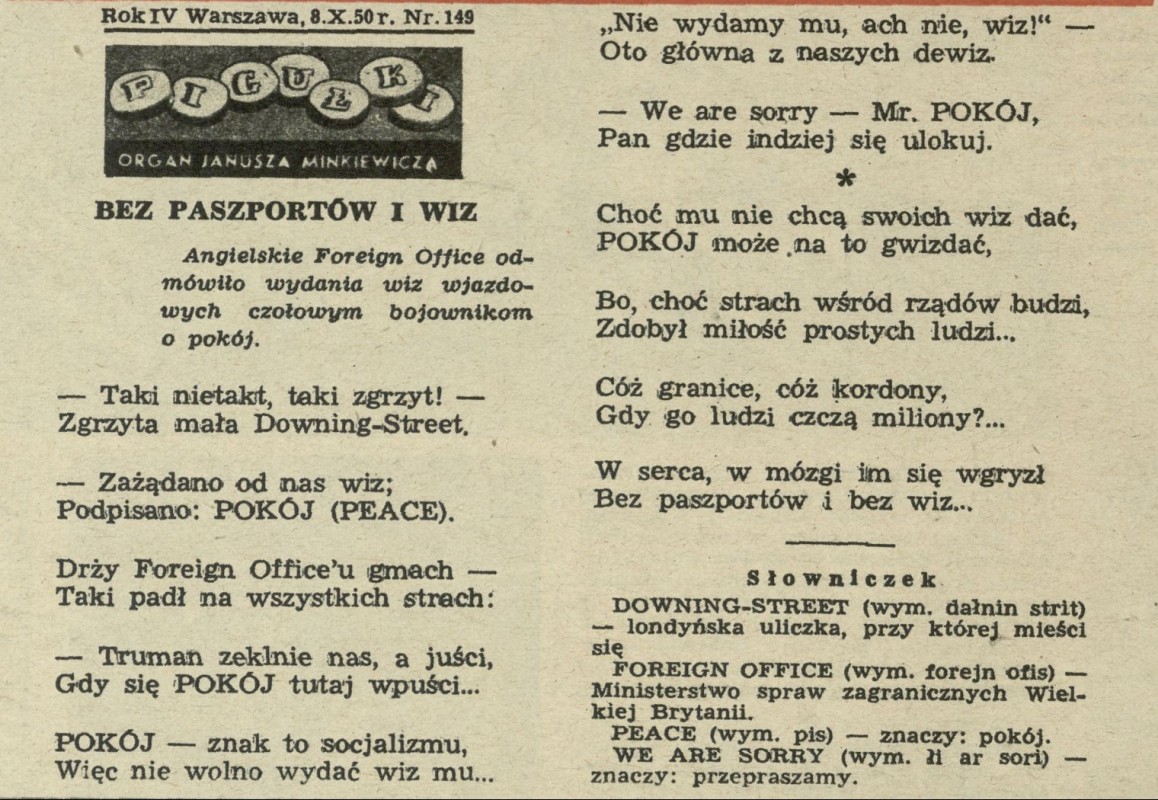 Rok IV Warszawa, 8.X.50 r. Nr. 149
PIGUŁKI
ORGAN JANUSZA MINKIEWICZA
BEZ PASZPORTÓW I WIZ
Angielskie Foreign Office od-
mówiło wydania wiz wjazdo-
wych czołowym bojownikom
o pokój.
— Taki nietakt, taki zgrzyt! —
Zgrzyta mała Downing-Street.
— Zażądano od nas wiz;
Podpisano: POKÓJ (PEACE).
Drży Foreign Office'u gmach —
Taki padł na wszystkich strach:
— Truman zeklnie nas, a juści,
Gdy się POKÓJ tutaj wpuści...
POKÓJ — znak to socjalizmu,
Więc nie wolno wydać wiz mu...
„Nie wydamy mu, ach nie, wiz!“ —
Oto główna z naszych dewiz.
— We are sorry — Mr. POKÓJ,
Pan gdzie indziej się ulokuj.
*
Choć mu nie chcą swoich wiz dać,
POKÓJ może na to gwizdać,
Bo, choć strach wśród rządów budzi,
Zdobył miłość prostych ludzi...
Cóż granice, cóż kordony,
Gdy go ludzi czczą miliony?...
W serca, w mózgi im się wgryzł
Bez paszportów i bez wiz...
Słowniczek
DOWNING-STREET (wym. dałnin strit)
— londyńska uliczka, przy której mieści
się
FOREIGN OFFICE (wym. forejn ofis) —
Ministerstwo spraw zagranicznych Wiel-
kiej Brytanii.
PEACE (wym. pis) — znaczy: pokój.
WE ARE SORRY (wym. łi ar sori) —
znaczy: przepraszamy.